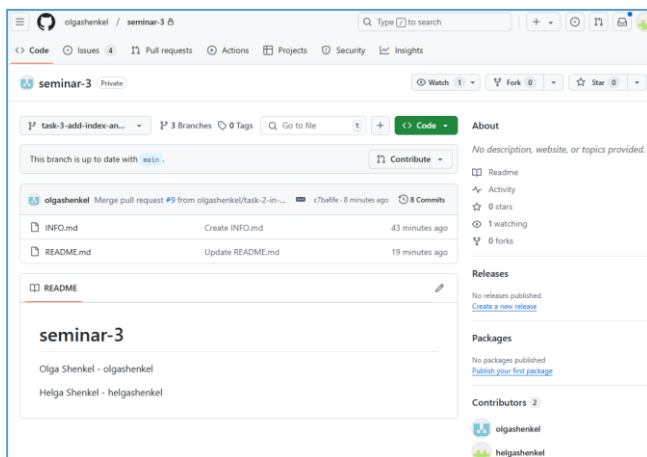 olgashenkel / seminar-3
Type / to search
Code Issues 4 Pull requests Actions Projects Security Insights
seminar-3 Private
Watch 1 Fork 0 Star 0
task-3-add-index-an... 3 Branches 0 Tags Go to file t Code
This branch is up to date with main .
Contribute
olgashenkel Merge pull request #9 from olgashenkel/task-2-in-... c7ba6fe · 8 minutes ago 8 Commits
INFO.md Create INFO.md 43 minutes ago
README.md Update README.md 19 minutes ago
README
seminar-3
Olga Shenkel - olgashenkel
Helga Shenkel - helgashenkel
About
No description, website, or topics provided.
Readme
Activity
0 stars
1 watching
0 forks
Releases
No releases published
Create a new release
Packages
No packages published
Publish your first package
Contributors 2
olgashenkel
helgashenkel